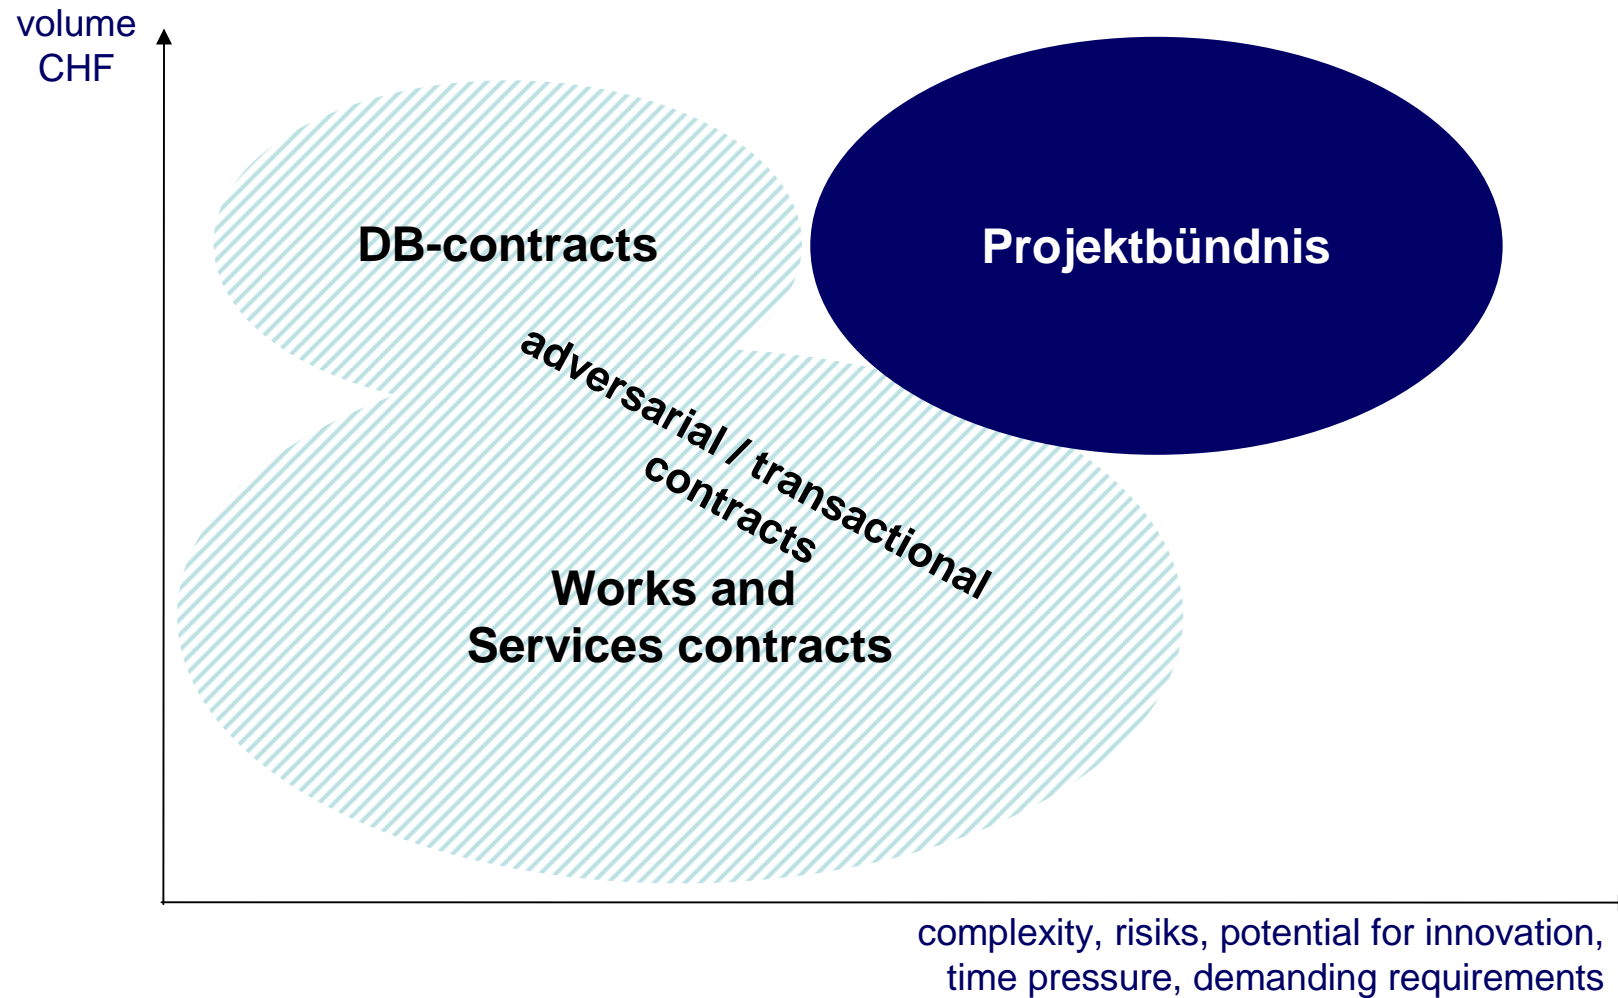 volume
CHF
DB-contracts
Projektbündnis
adversarial / transactional
contracts
Works and
Services contracts
complexity, risiks, potential for innovation,
time pressure, demanding requirements